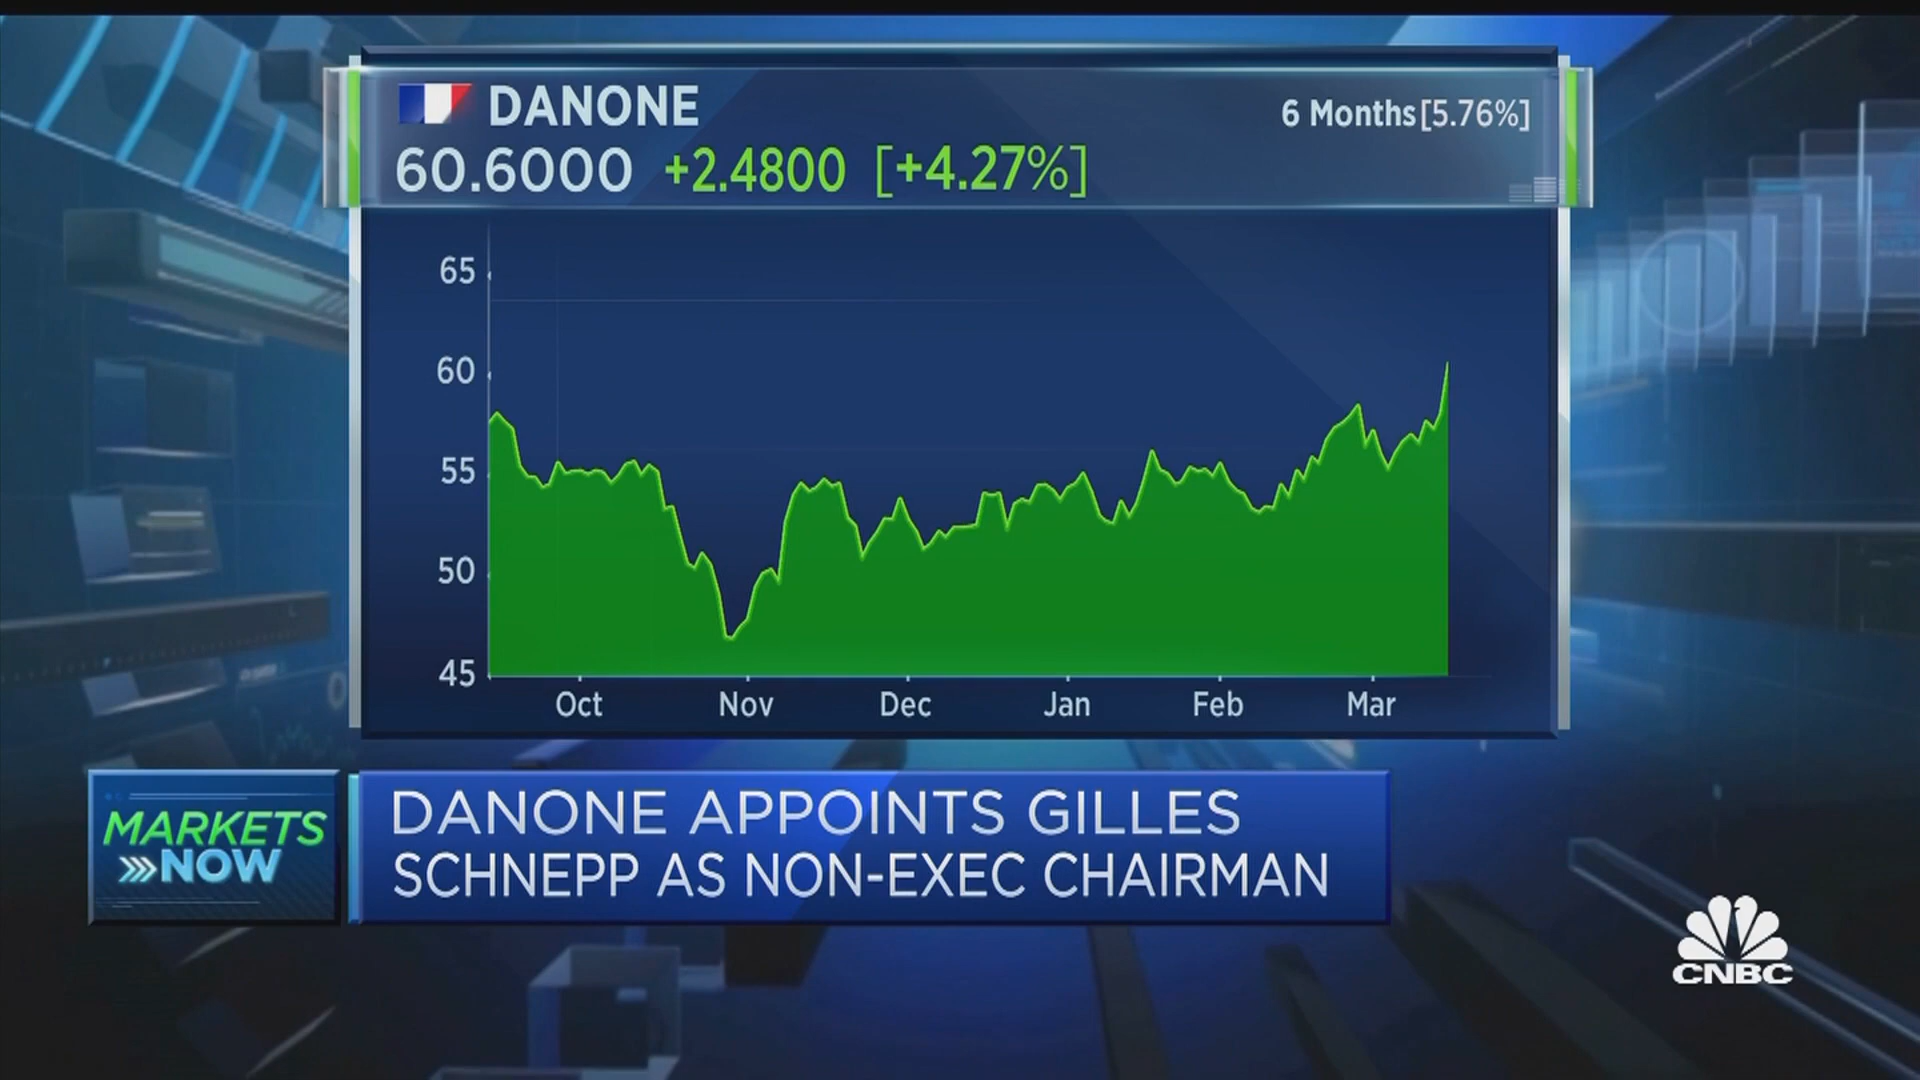 DANONE
6 Months[5.76%]
60.6000 +2.4800 [+4.27%]
65
60
55
50
45
Oct Nov Dec Jan Feb Mar
MARKETS
NOW
DANONE APPOINTS GILLES
SCHNEPP AS NON-EXEC CHAIRMAN
CNBC